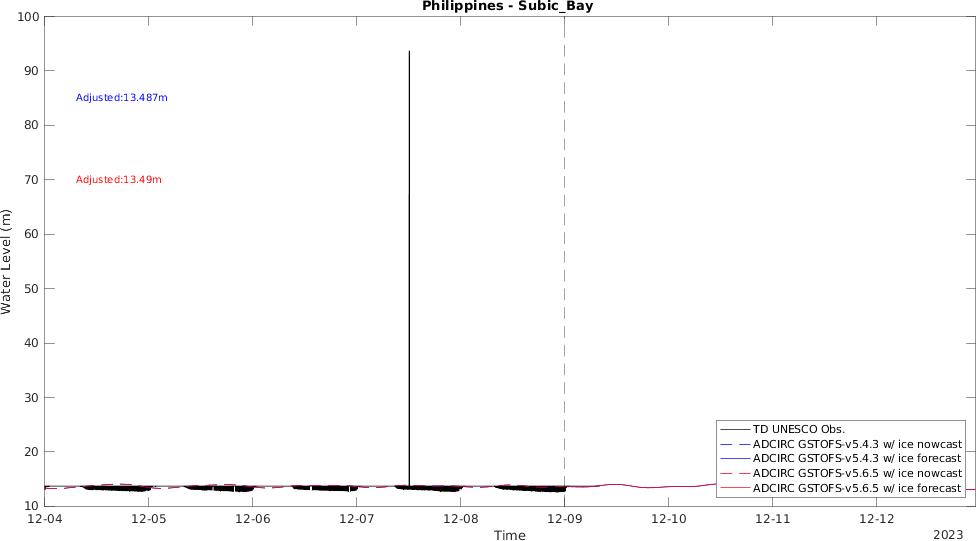 Philippines - Subic_Bay
100
90
80
70
60
50
40
30
20
10
Water Level (m)
Adjusted:13.487m
Adjusted:13.49m
TD UNESCO Obs.
ADCIRC GSTOFS-v5.4.3 w/ ice nowcast
ADCIRC GSTOFS-v5.4.3 w/ ice forecast
ADCIRC GSTOFS-v5.6.5 w/ ice nowcast
ADCIRC GSTOFS-v5.6.5 w/ ice forecast
12-04 12-05 12-06 12-07 12-08 12-09 12-10 12-11 12-12
Time
2023